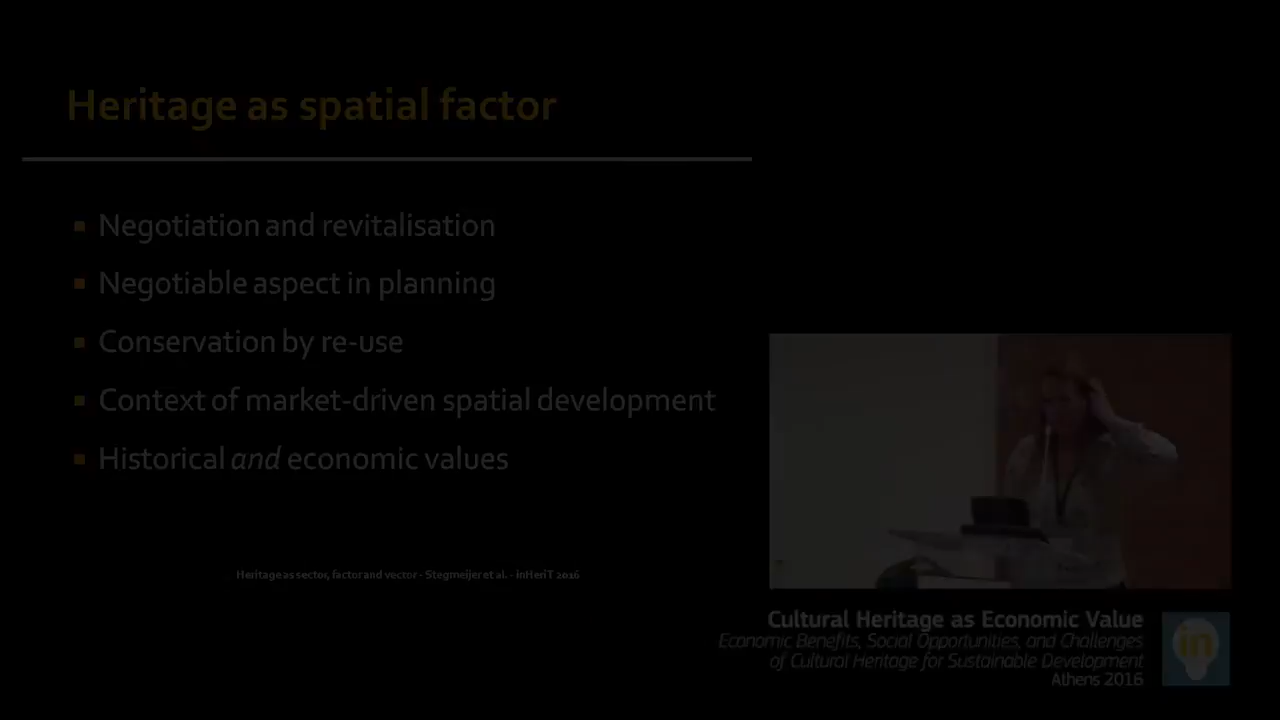 Heritage as spatial factor
Negotiation and revitalisation
Negotiable aspect in planning
Conservation by re-use
Context of market-driven spatial development
Historical and economic values
Heritage as sector, factor and vector - Stegmeijer et al. - inHeriT 2016
Cultural Heritage as Economic Value
Economic Benefits, Social Opportunities, and Challenges
of Cultural Heritage for Sustainable Development
Athens 2016
in